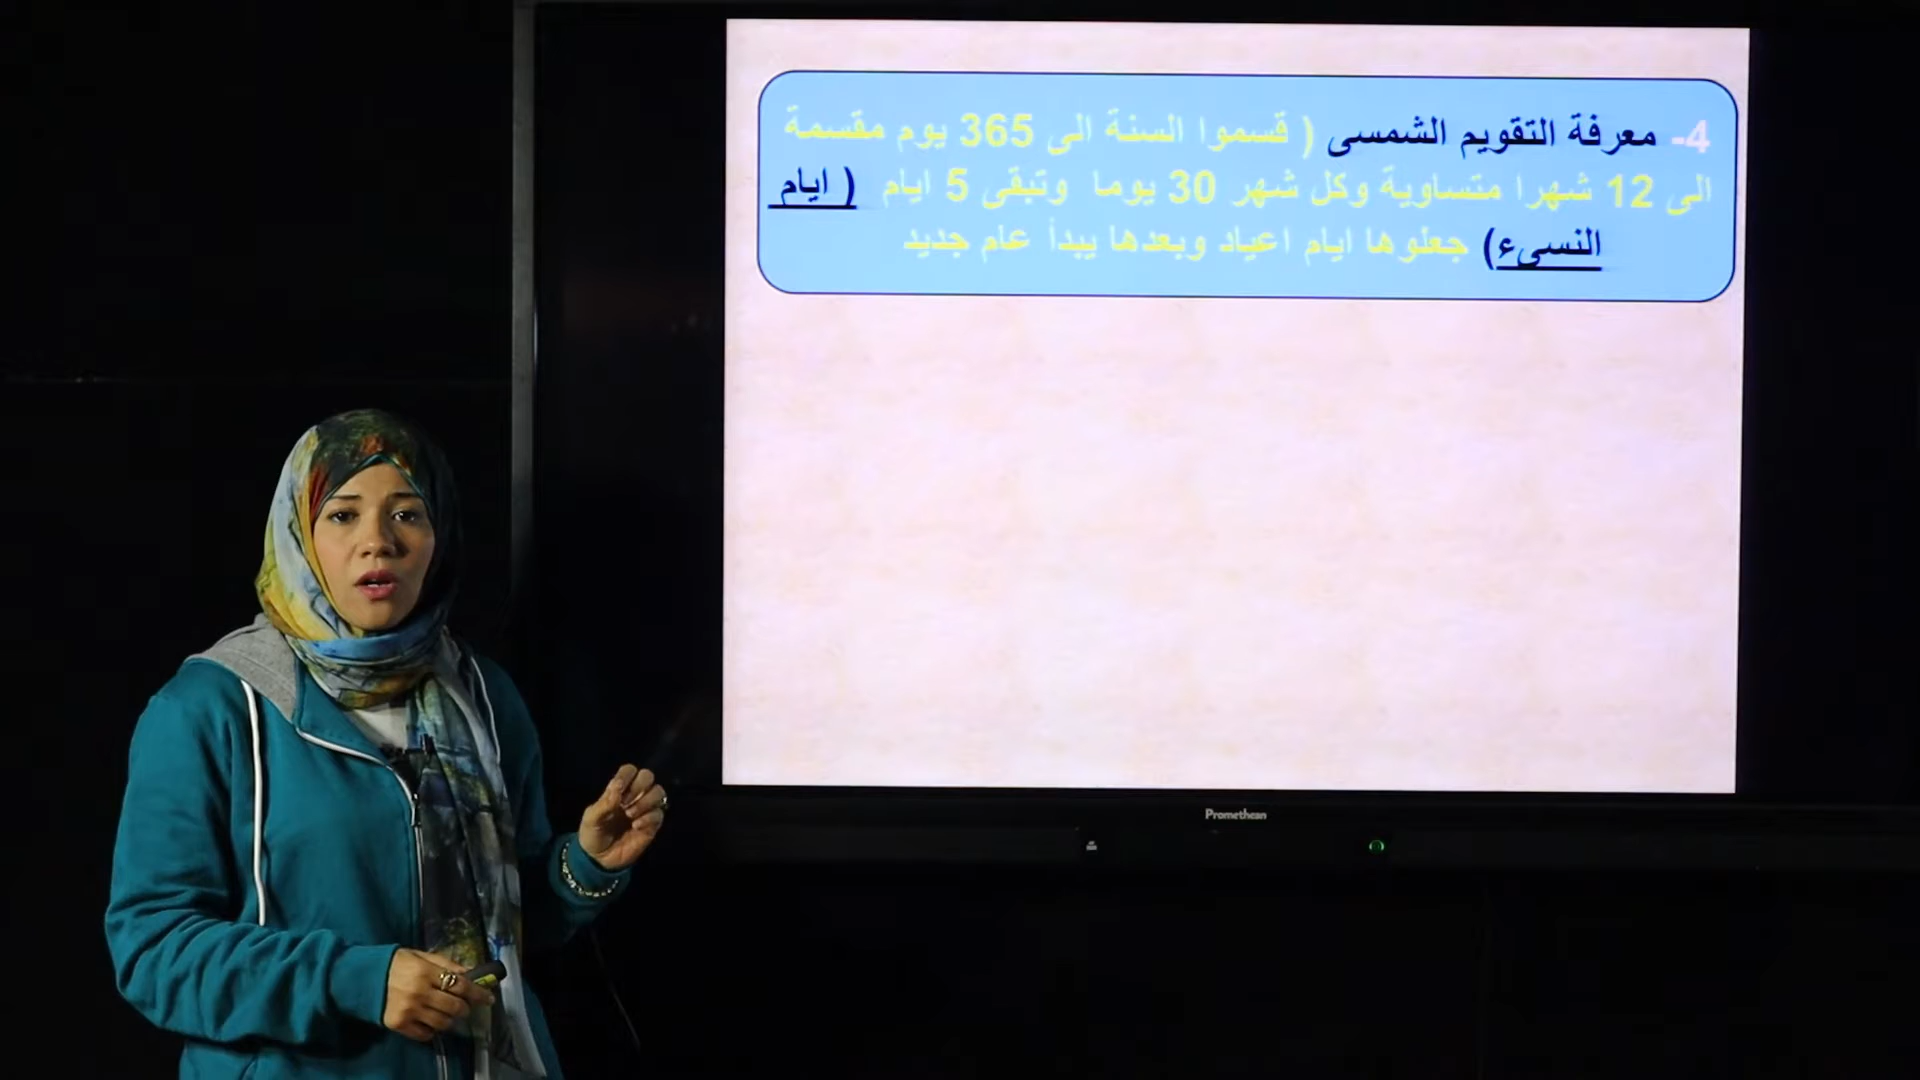 4- معرفة التقويم الشمسى ( قسموا السنة الى 365 يوم مقسمة
الى 12 شهرا متساوية وكل شهر 30 يوما وتبقى 5 ايام ( ايام
النسىء) جعلوها ايام اعياد وبعدها يبدأ عام جديد
Promethean